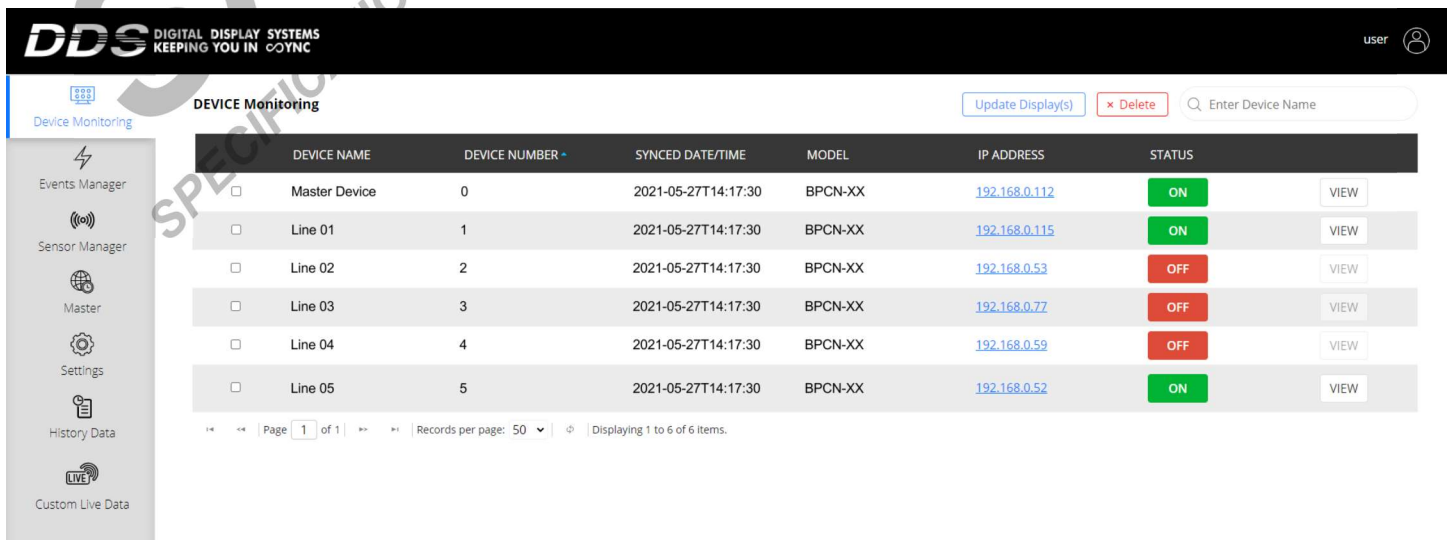 DDS DIGITAL DISPLAY SYSTEMS
KEEPING YOU IN SYNC
user
Device Monitoring
Events Manager
Sensor Manager
Master
Settings
History Data
LIVE
Custom Live Data
DEVICE Monitoring
Update Display(s)
× Delete
Enter Device Name
DEVICE NAME DEVICE NUMBER SYNCED DATE/TIME MODEL IP ADDRESS STATUS
Master Device 0 2021-05-27T14:17:30 BPCN-XX 192.168.0.112 ON VIEW
Line 01 1 2021-05-27T14:17:30 BPCN-XX 192.168.0.115 ON VIEW
Line 02 2 2021-05-27T14:17:30 BPCN-XX 192.168.0.53 OFF VIEW
Line 03 3 2021-05-27T14:17:30 BPCN-XX 192.168.0.77 OFF VIEW
Line 04 4 2021-05-27T14:17:30 BPCN-XX 192.168.0.59 OFF VIEW
Line 05 5 2021-05-27T14:17:30 BPCN-XX 192.168.0.52 ON VIEW
Page 1 of 1 Records per page: 50 Displaying 1 to 6 of 6 items.